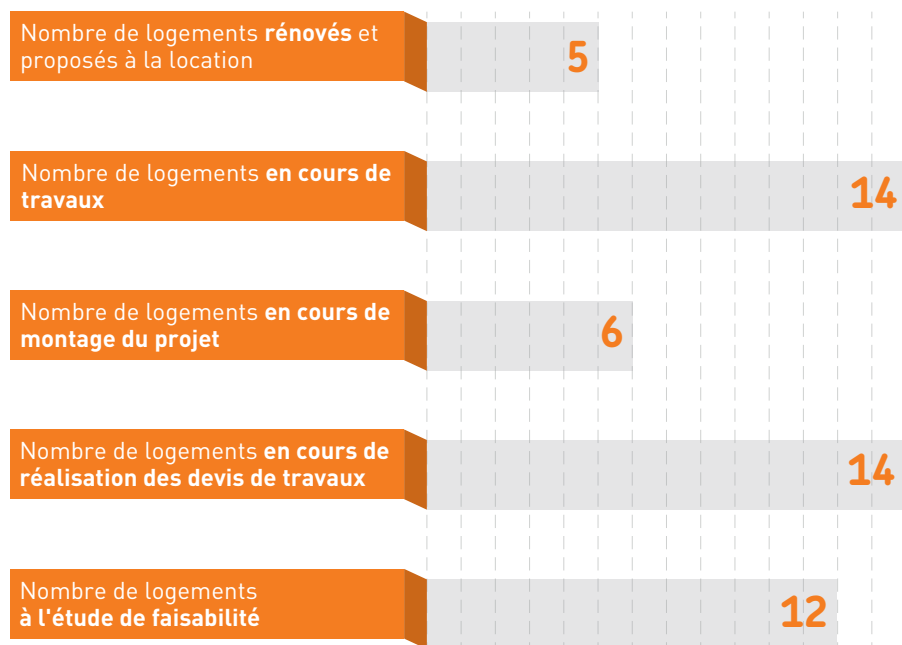 Nombre de logements rénovés et
proposés à la location
5
Nombre de logements en cours de
travaux
14
Nombre de logements en cours de
montage du projet
6
Nombre de logements en cours de
réalisation des devis de travaux
14
Nombre de logements
à l'étude de faisabilité
12